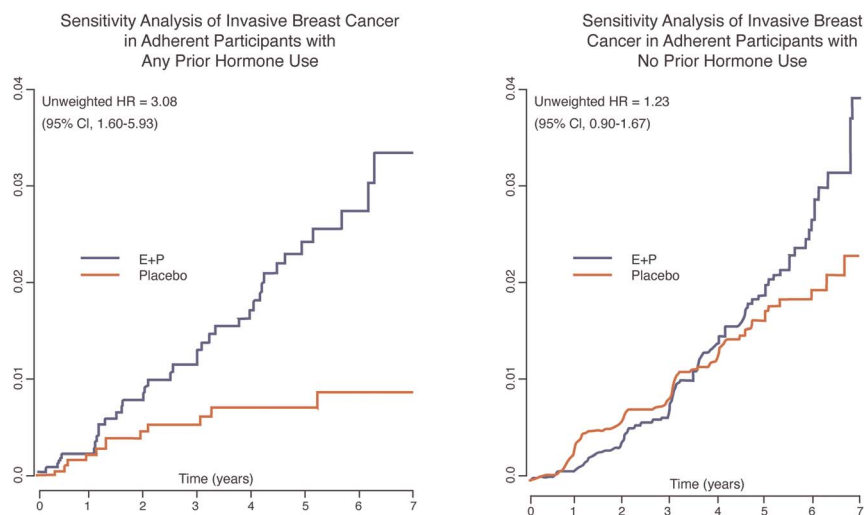 Sensitivity Analysis of Invasive Breast Cancer
in Adherent Participants with
Any Prior Hormone Use
0.04
0.03
0.02
0.01
0.0
Unweighted HR = 3.08
(95% CI, 1.60-5.93)
E+P
Placebo
Time (years)
0 1 2 3 4 5 6 7
Sensitivity Analysis of Invasive Breast
Cancer in Adherent Participants with
No Prior Hormone Use
0.04
0.03
0.02
0.01
0.0
Unweighted HR = 1.23
(95% CI, 0.90-1.67)
E+P
Placebo
Time (years)
0 1 2 3 4 5 6 7